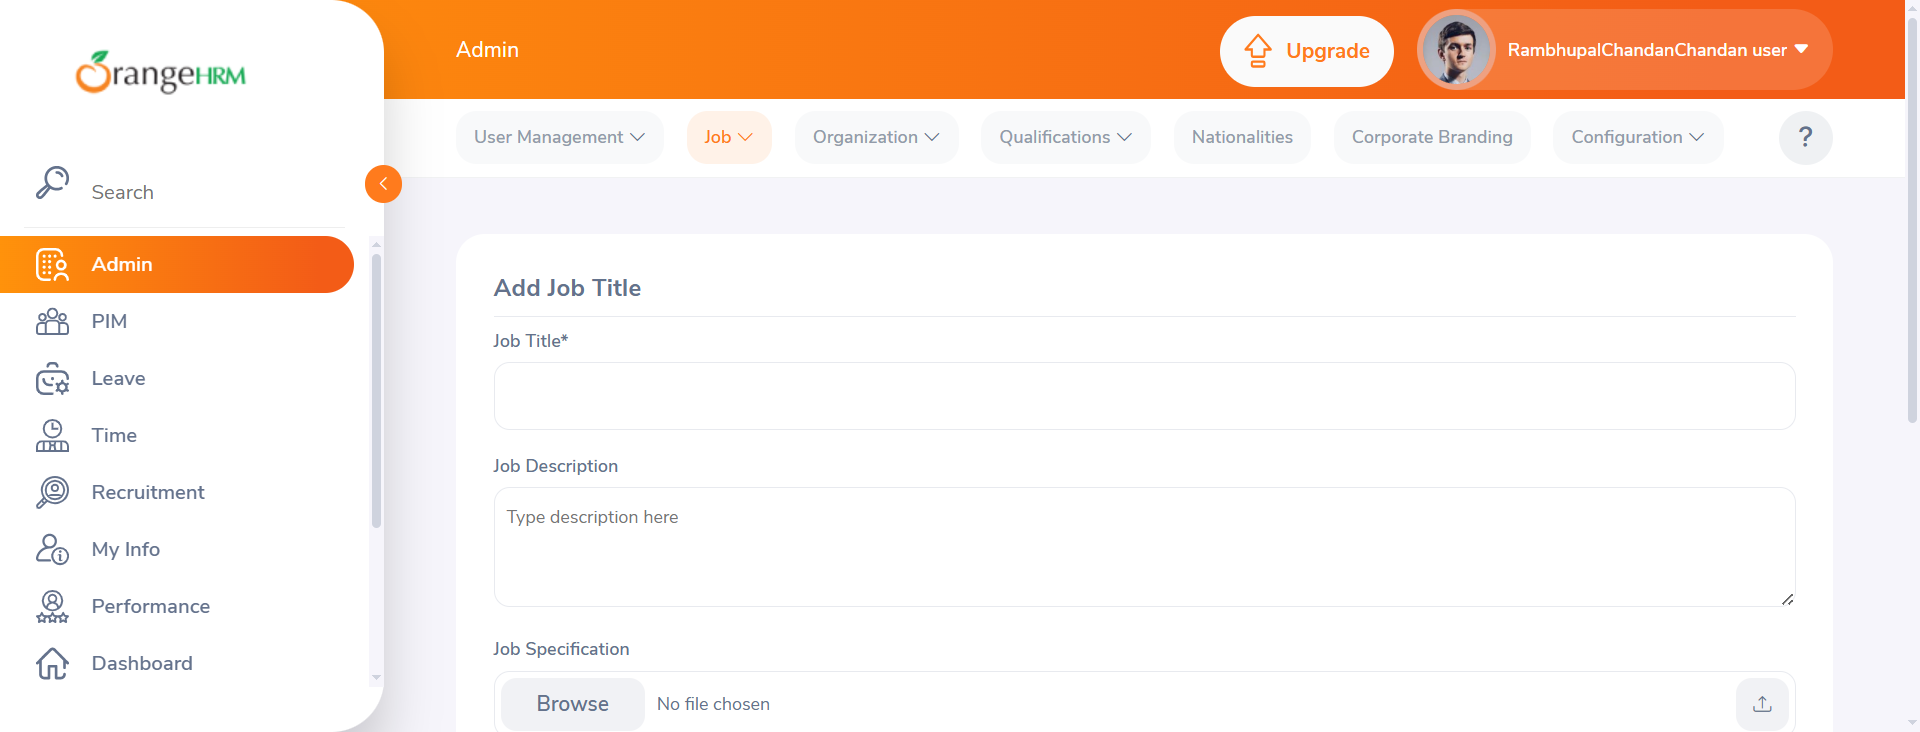 OrangeHRM
Admin
Upgrade
RambhupalChandanChandan user
User Management
Job
Organization
Qualifications
Nationalities
Corporate Branding
Configuration
?
Search
Admin
PIM
Leave
Time
Recruitment
My Info
Performance
Dashboard
Add Job Title
Job Title*
Job Description
Type description here
Job Specification
Browse
No file chosen